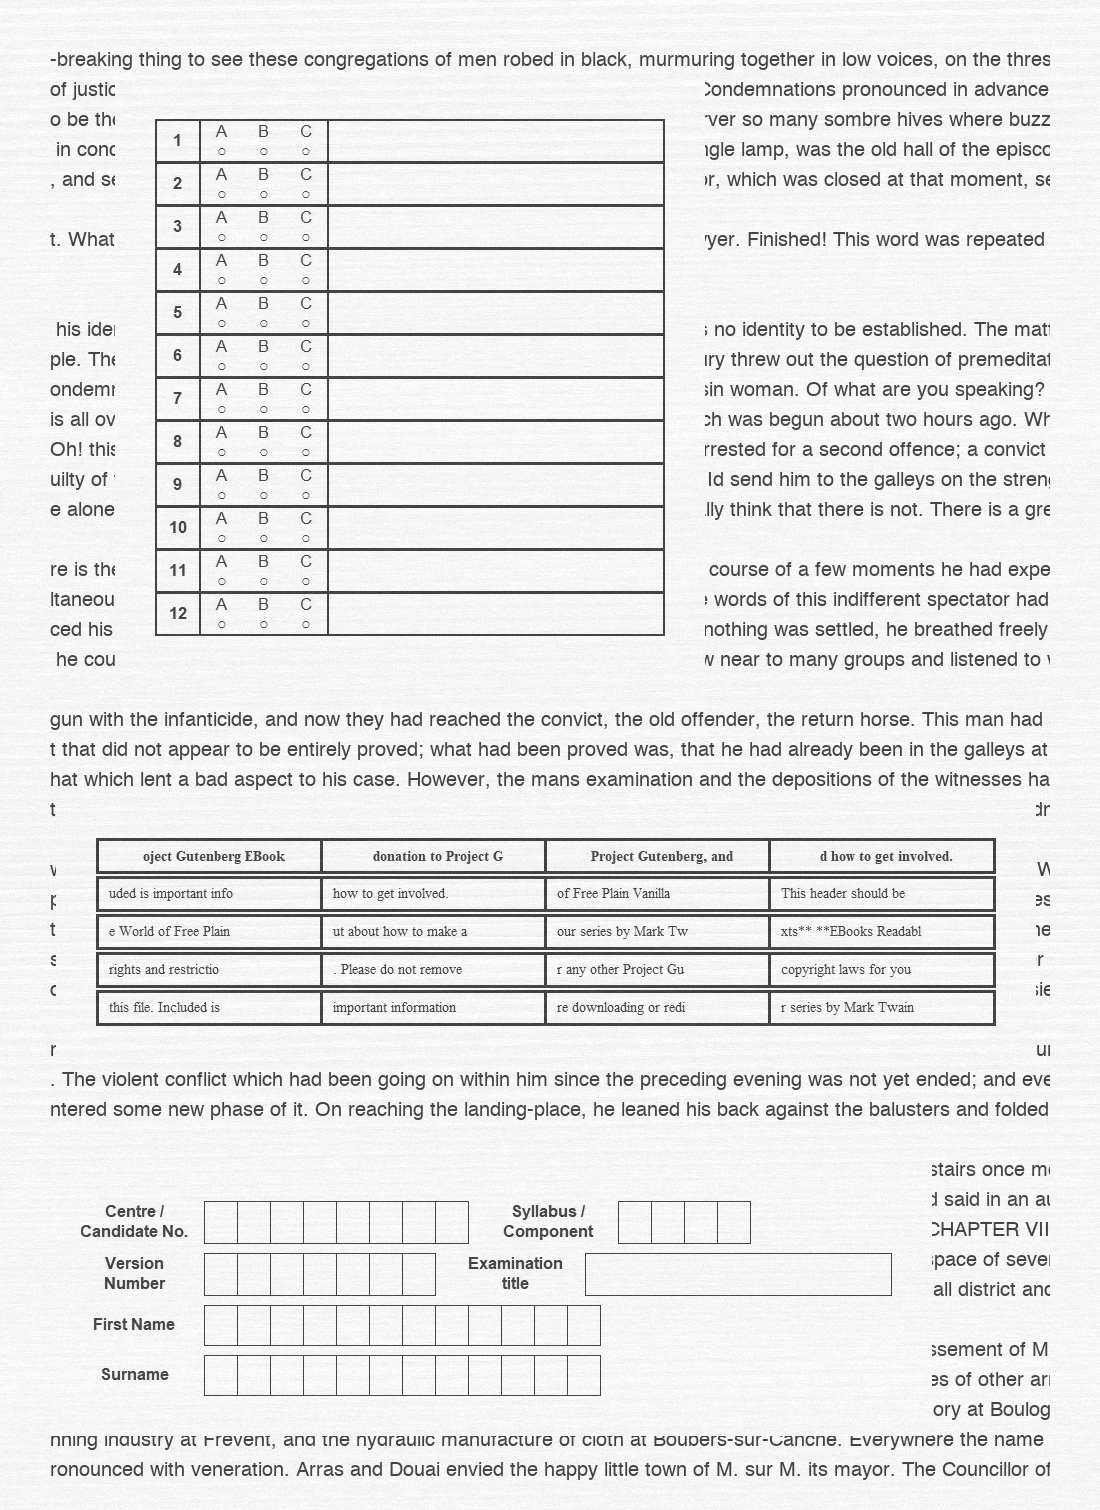 -breaking thing to see these congregations of men robed in black, murmuring together in low voices, on the thres
of justic
Condemnations pronounced in advance
o be the
rver so many sombre hives where buzz
in conc
ngle lamp, was the old hall of the episco
, and se
or, which was closed at that moment, se
t. What
yer. Finished! This word was repeated
his iden
s no identity to be established. The matt
ple. The
ury threw out the question of premeditat
ondemn
sin woman. Of what are you speaking?
is all ov
ch was begun about two hours ago. Wh
Oh! this
rrested for a second offence; a convict
uilty of
ld send him to the galleys on the streng
e alone
lly think that there is not. There is a gre
re is the
course of a few moments he had expe
ltaneou
e words of this indifferent spectator had
ced his
nothing was settled, he breathed freely
he cou
w near to many groups and listened to
1 A B C
2 A B C
3 A B C
4 A B C
5 A B C
6 A B C
7 A B C
8 A B C
9 A B C
10 A B C
11 A B C
12 A B C
gun with the infanticide, and now they had reached the convict, the old offender, the return horse. This man had
t that did not appear to be entirely proved; what had been proved was, that he had already been in the galleys at
hat which lent a bad aspect to his case. However, the mans examination and the depositions of the witnesses ha
t
oject Gutenberg EBook donation to Project G Project Gutenberg, and d how to get involved.
uded is important info how to get involved. of Free Plain Vanilla This header should be
e World of Free Plain ut about how to make a our series by Mark Tw xts** **EBooks Readabl
rights and restrictio . Please do not remove r any other Project Gu copyright laws for you
this file. Included is important information re downloading or redi r series by Mark Twain
. The violent conflict which had been going on within him since the preceding evening was not yet ended; and eve
ntered some new phase of it. On reaching the landing-place, he leaned his back against the balusters and folded
stairs once mo
d said in an au
CHAPTER VII
space of sever
all district and
ssement of M
es of other arr
ory at Boulog
Centre / Candidate No.
Syllabus / Component
Version Number
Examination title
First Name
Surname
nning industry at Frevent, and the hydraulic manufacture of cloth at Boubers-sur-Canche. Everywhere the name
ronounced with veneration. Arras and Douai envied the happy little town of M. sur M. its mayor. The Councillor of